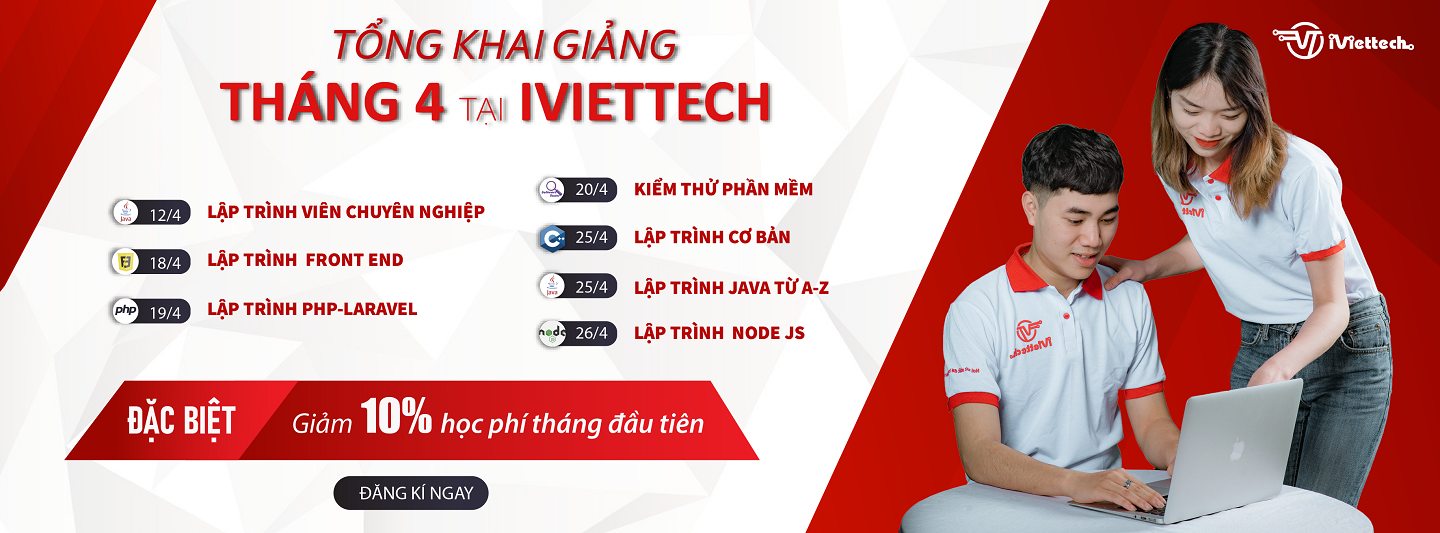 TỔNG KHAI GIẢNG
THÁNG 4 TẠI IVIETTECH
iViettech
12/4 LẬP TRÌNH VIÊN CHUYÊN NGHIỆP
18/4 LẬP TRÌNH FRONT END
php 19/4 LẬP TRÌNH PHP-LARAVEL
20/4 KIỂM THỬ PHẦN MỀM
C++ 25/4 LẬP TRÌNH CƠ BẢN
Java 25/4 LẬP TRÌNH JAVA TỪ A-Z
node 26/4 LẬP TRÌNH NODE JS
ĐẶC BIỆT
Giảm 10% học phí tháng đầu tiên
ĐĂNG KÍ NGAY
iViettech